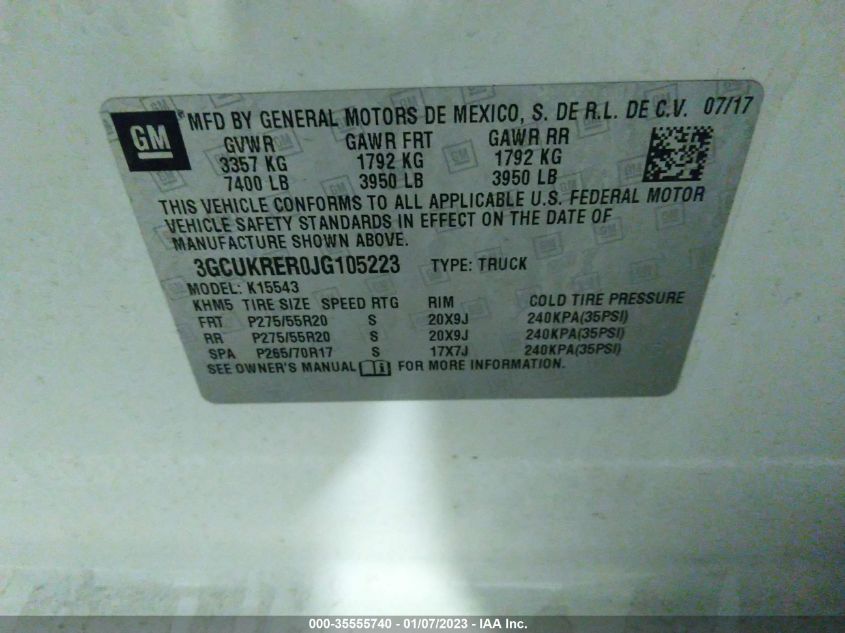 GM
® MFD BY GENERAL MOTORS DE MEXICO, S. DE R.L. DE C.V. 07/17
GVWR GAWR FRT GAWR RR
3357 KG 1792 KG 1792 KG
7400 LB 3950 LB 3950 LB
THIS VEHICLE CONFORMS TO ALL APPLICABLE U.S. FEDERAL MOTOR
VEHICLE SAFETY STANDARDS IN EFFECT ON THE DATE OF
MANUFACTURE SHOWN ABOVE.
3GCUKRER0JG105223 TYPE: TRUCK
MODEL: K15543
KHM5 TIRE SIZE SPEED RTG RIM COLD TIRE PRESSURE
FRT P275/55R20 S 20X9J 240KPA(35PSI)
RR P275/55R20 S 20X9J 240KPA(35PSI)
SPA P265/70R17 S 17X7J 240KPA(35PSI)
SEE OWNER'S MANUAL FOR MORE INFORMATION.
000-35555740 - 01/07/2023 - IAA Inc.